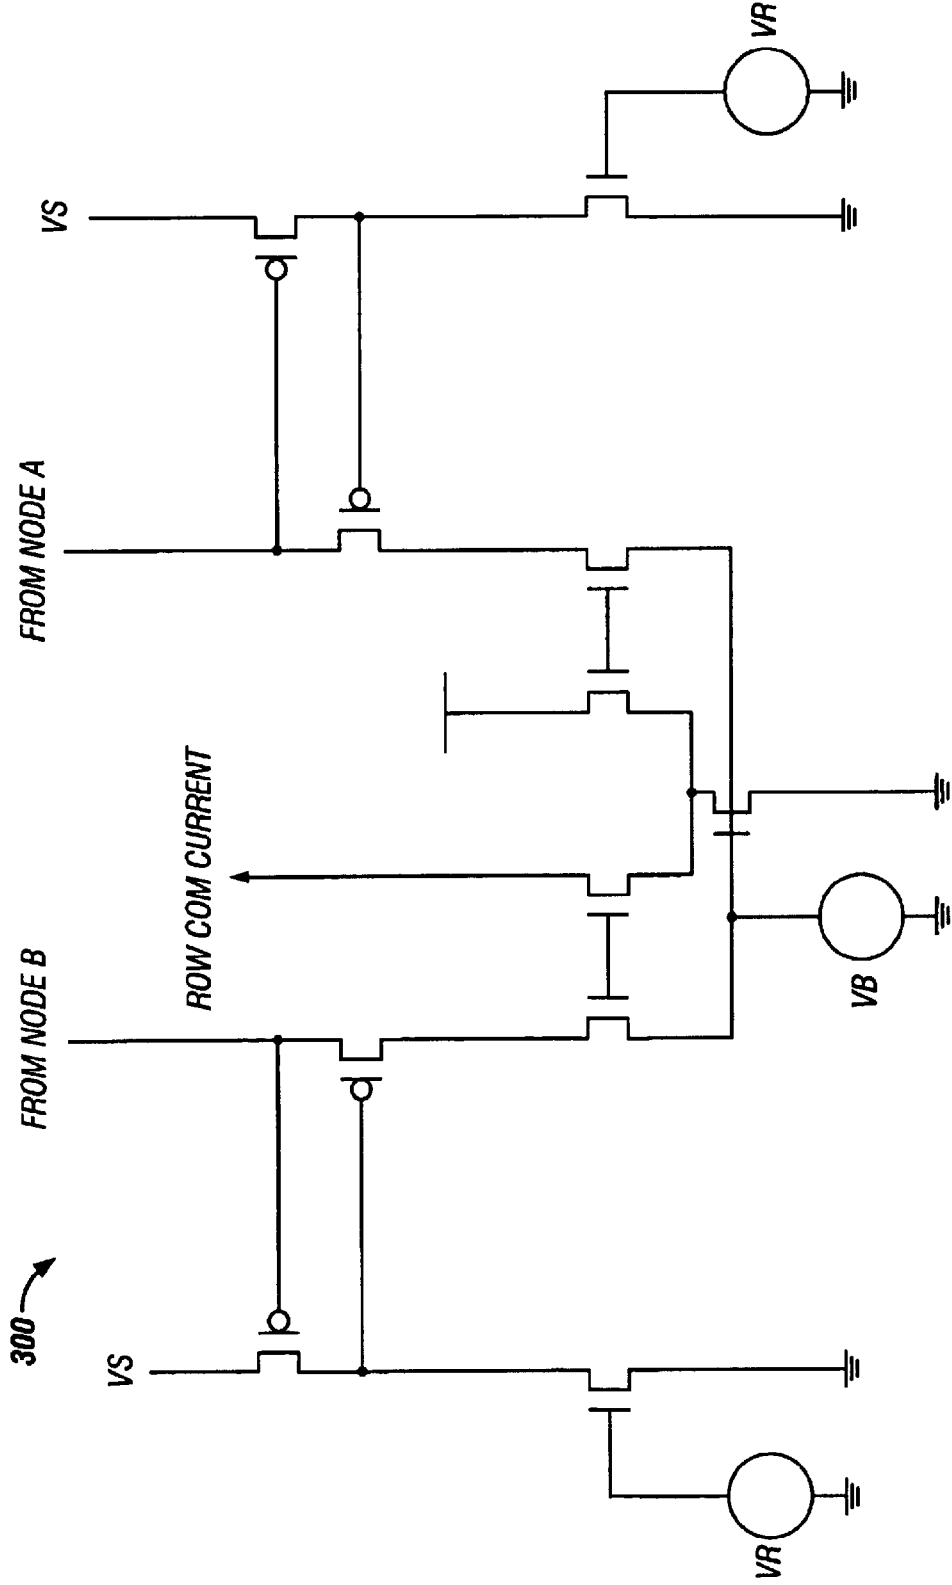 300
VS
FROM NODE B
ROW COM CURRENT
FROM NODE A
VS
VR
VB
VR